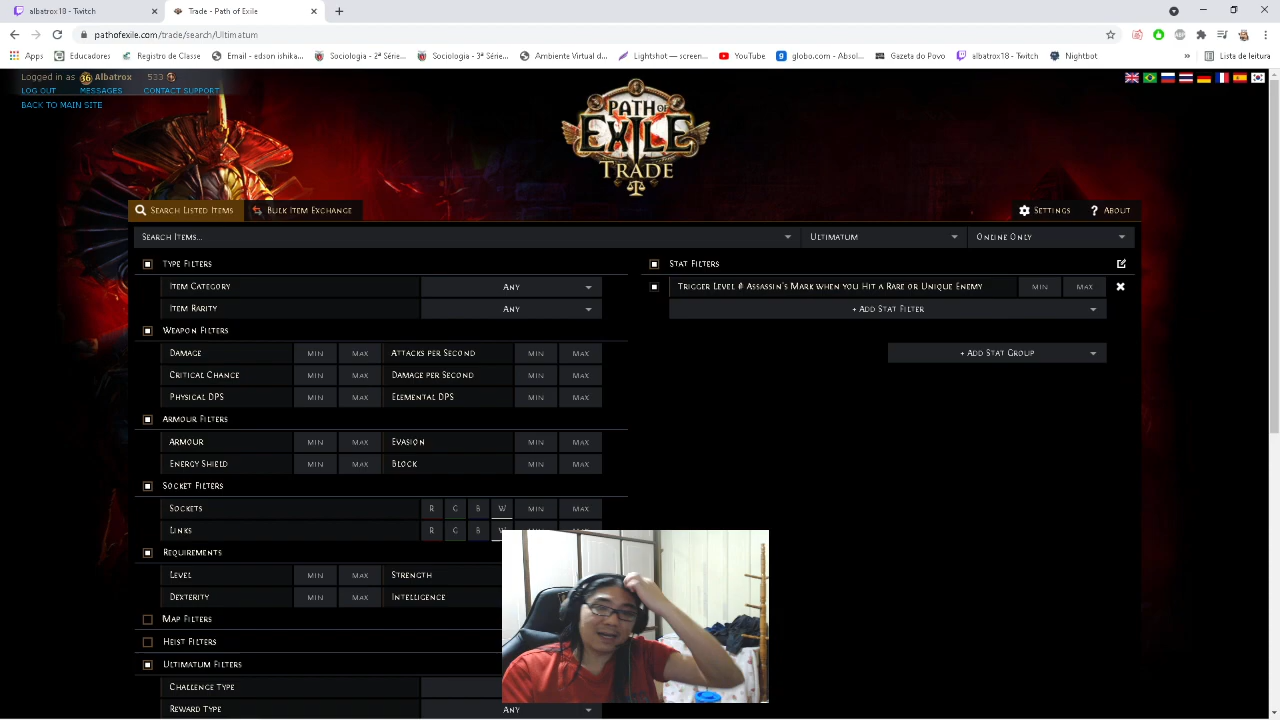 albatrox18 - Twitch
Trade - Path of Exile
pathofexile.com/trade/search/Ultimatum
Apps Educadores Registro de Classe Email - edson ishika... Sociologia - 2ª Série... Sociologia - 3ª Série... Ambiente Virtual d... Lightshot — screen... YouTube globo.com - Absol... Gazeta do Povo albatrox18 - Twitch Nightbot » Lista de leitura
Logged in as Albatrox 533
Log Out Messages Contact Support
Back to Main Site
Path of Exile Trade
Search Listed Items Bulk Item Exchange Settings ? About
Search Items... Ultimatum Online Only
Type Filters
Item Category Any
Item Rarity Any
Weapon Filters
Damage min max Attacks per Second min max
Critical Chance min max Damage per Second min max
Physical DPS min max Elemental DPS min max
Armour Filters
Armour min max Evasion min max
Energy Shield min max Block min max
Socket Filters
Sockets R G B W min max
Links R G B
Requirements
Level min max Strength
Dexterity min max Intelligence
Map Filters
Heist Filters
Ultimatum Filters
Challenge Type
Reward Type Any
Stat Filters
Trigger Level # Assassin's Mark when you Hit a Rare or Unique Enemy min max
+ Add Stat Filter
+ Add Stat Group